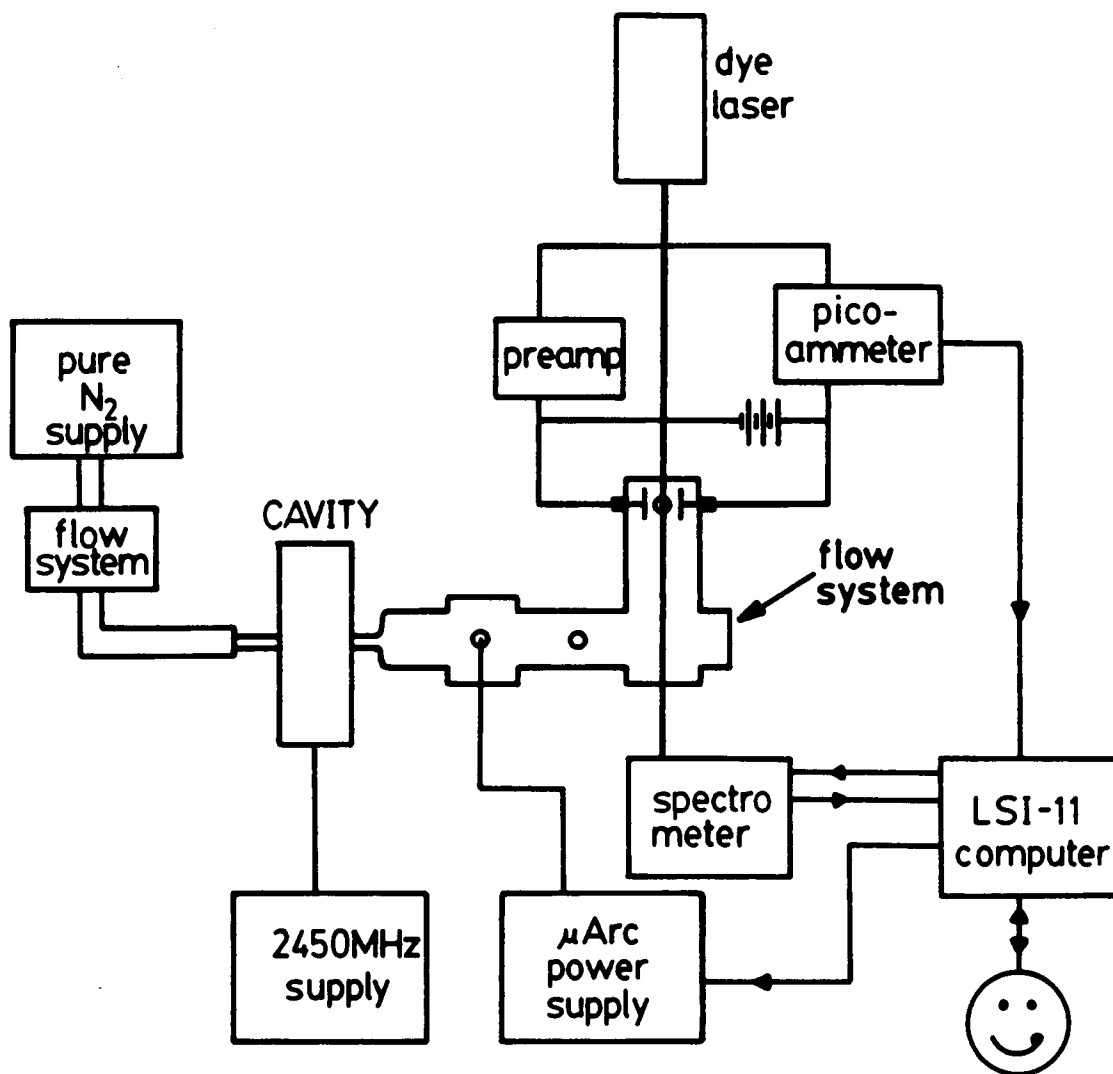 dye
laser
pico-
ammeter
preamp
pure
N₂
supply
flow
system
CAVITY
flow
system
spectro
meter
LSI-11
computer
2450MHz
supply
μArc
power
supply